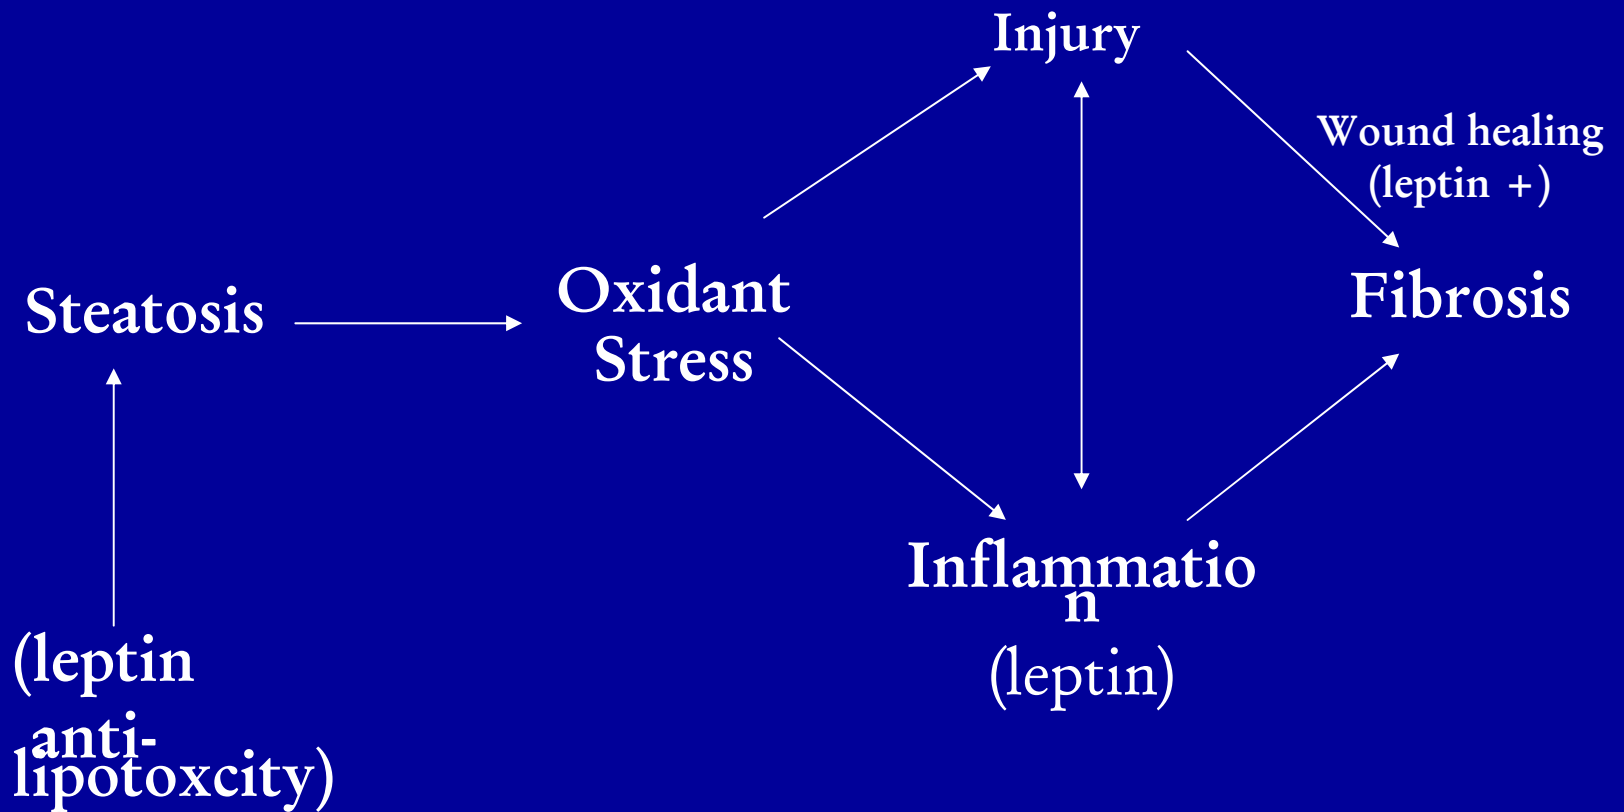 Injury
Wound healing
(leptin +)
Steatosis
Oxidant
Stress
Fibrosis
Inflammatio
n
(leptin)
(leptin
anti-
lipotoxcity)